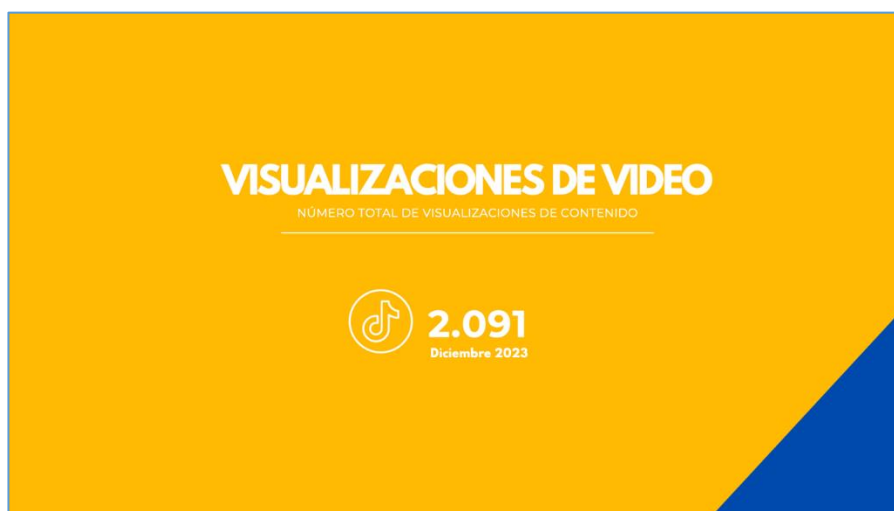 VISUALIZACIONES DE VIDEO
NÚMERO TOTAL DE VISUALIZACIONES DE CONTENIDO
2.091
Diciembre 2023